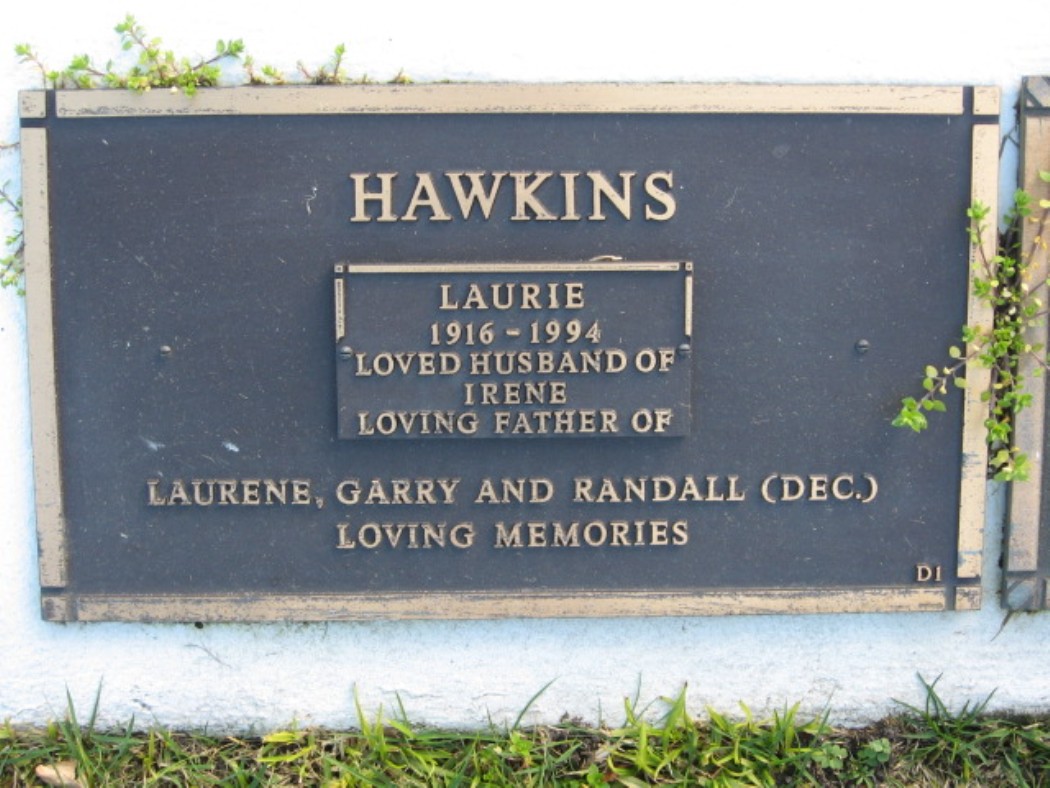 HAWKINS
LAURIE
1916 - 1994
LOVED HUSBAND OF
IRENE
LOVING FATHER OF
LAURENE, GARRY AND RANDALL (DEC.)
LOVING MEMORIES
D1